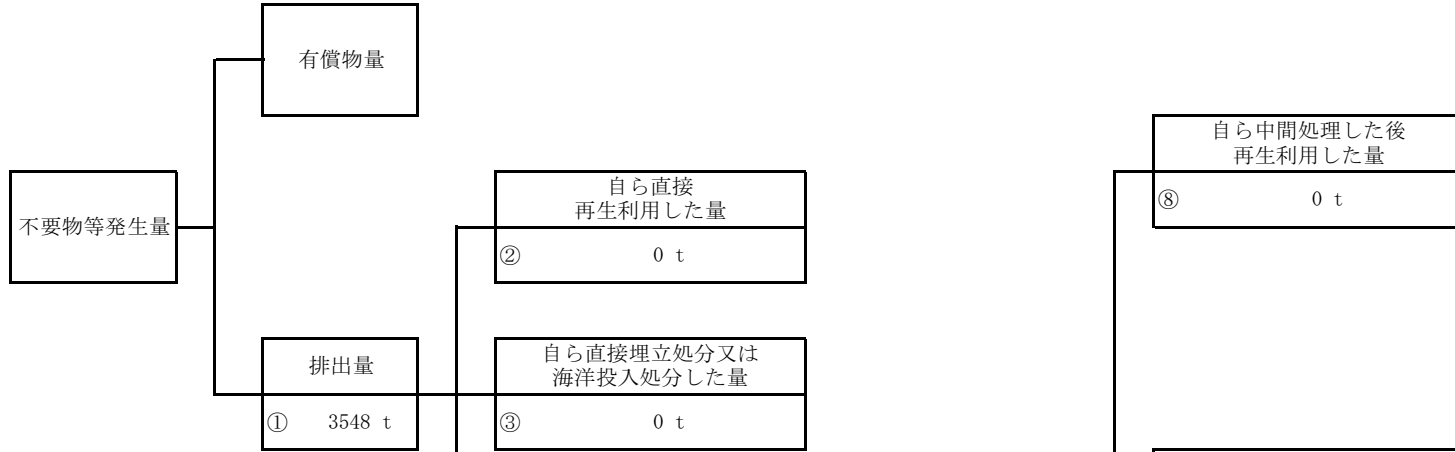 有償物量
自ら中間処理した後
再生利用した量
⑧ 0 t
不要物等発生量
自ら直接
再生利用した量
② 0 t
排出量
① 3548 t
自ら直接埋立処分又は
海洋投入処分した量
③ 0 t